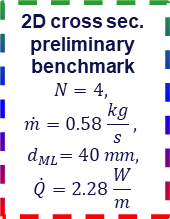 2D cross sec.
preliminary
benchmark
N = 4,
ṁ = 0.58 kg/s,
d_ML= 40 mm,
Q̇ = 2.28 W/m